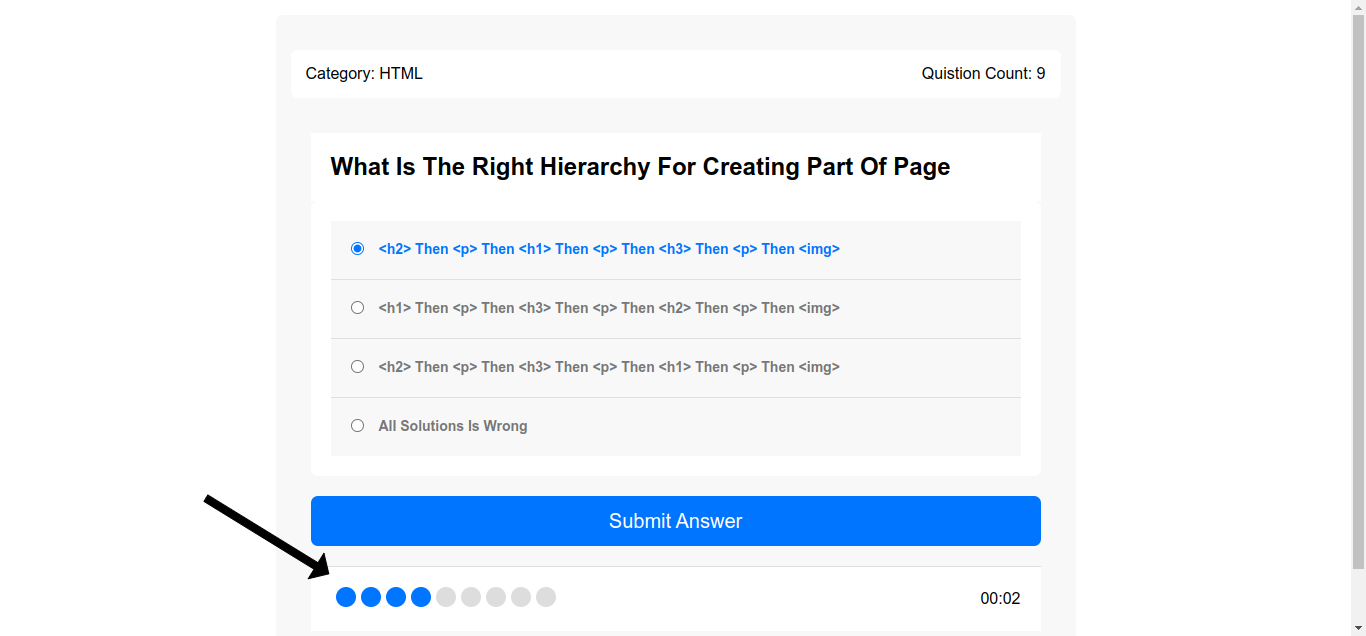 Category: HTML
Quistion Count: 9
What Is The Right Hierarchy For Creating Part Of Page
<h2> Then <p> Then <h1> Then <p> Then <h3> Then <p> Then <img>
<h1> Then <p> Then <h3> Then <p> Then <h2> Then <p> Then <img>
<h2> Then <p> Then <h3> Then <p> Then <h1> Then <p> Then <img>
All Solutions Is Wrong
Submit Answer
00:02